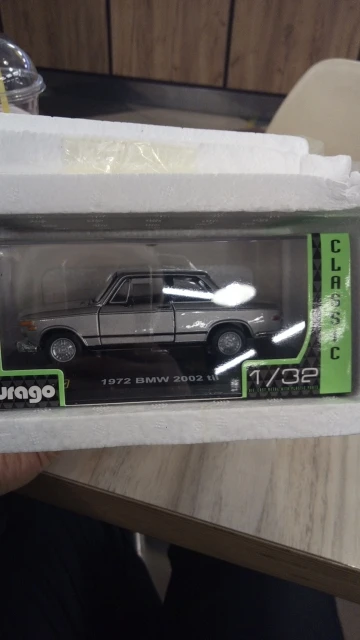 CLASSIC
1972 BMW 2002 tii
urago
1/32